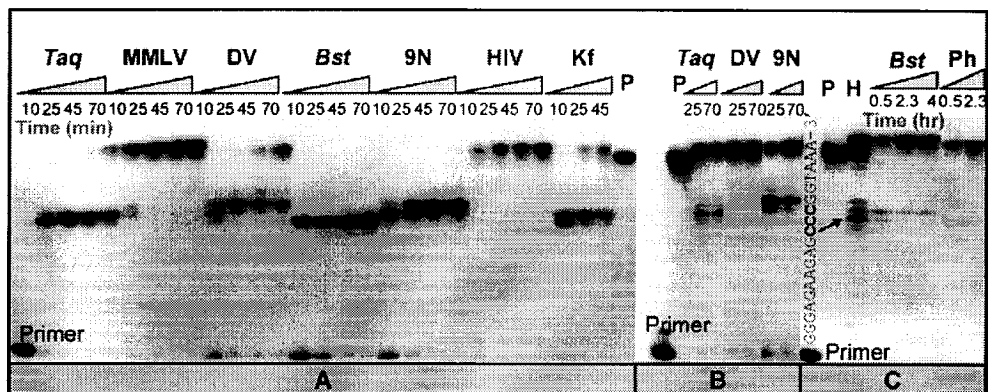 Taq MMLV DV Bst 9N HIV Kf P
10 25 45 70 10 25 45 70 10 25 45 70 10 25 45 70 10 25 45 70 10 25 45 70 10 25 45
Time (min)
Primer
A
Taq DV 9N
P
25 70 25 70 25 70
Primer
B
P H Bst Ph
0.5 2.3 4 0.5 2.3
Time (hr)
Primer
C